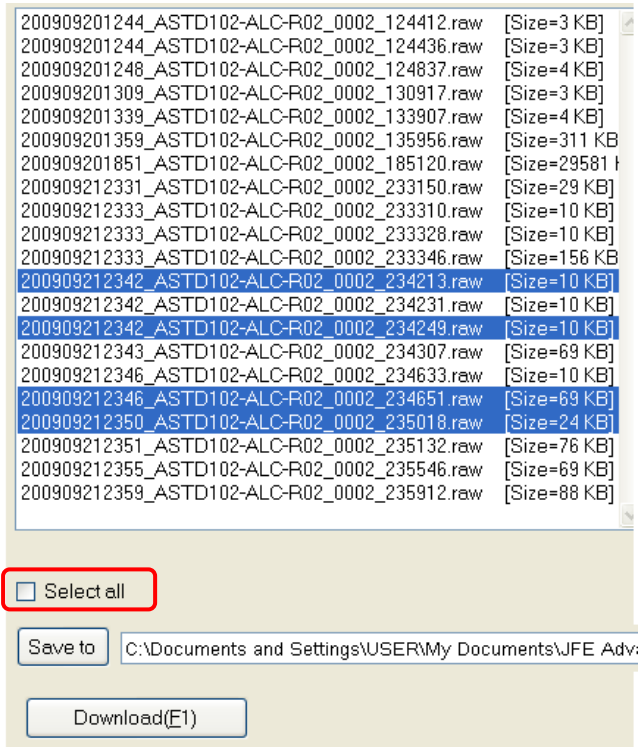 200909201244_ASTD102-ALC-R02_0002_124412.raw [Size=3 KB]
200909201244_ASTD102-ALC-R02_0002_124436.raw [Size=3 KB]
200909201248_ASTD102-ALC-R02_0002_124837.raw [Size=4 KB]
200909201309_ASTD102-ALC-R02_0002_130917.raw [Size=3 KB]
200909201339_ASTD102-ALC-R02_0002_133907.raw [Size=4 KB]
200909201359_ASTD102-ALC-R02_0002_135956.raw [Size=311 KB
200909201851_ASTD102-ALC-R02_0002_185120.raw [Size=29581
200909212331_ASTD102-ALC-R02_0002_233150.raw [Size=29 KB]
200909212333_ASTD102-ALC-R02_0002_233310.raw [Size=10 KB]
200909212333_ASTD102-ALC-R02_0002_233328.raw [Size=10 KB]
200909212333_ASTD102-ALC-R02_0002_233346.raw [Size=156 KB
200909212342_ASTD102-ALC-R02_0002_234213.raw [Size=10 KB]
200909212342_ASTD102-ALC-R02_0002_234231.raw [Size=10 KB]
200909212342_ASTD102-ALC-R02_0002_234249.raw [Size=10 KB]
200909212343_ASTD102-ALC-R02_0002_234307.raw [Size=69 KB]
200909212346_ASTD102-ALC-R02_0002_234633.raw [Size=10 KB]
200909212346_ASTD102-ALC-R02_0002_234651.raw [Size=69 KB]
200909212350_ASTD102-ALC-R02_0002_235018.raw [Size=24 KB]
200909212351_ASTD102-ALC-R02_0002_235132.raw [Size=76 KB]
200909212355_ASTD102-ALC-R02_0002_235546.raw [Size=69 KB]
200909212359_ASTD102-ALC-R02_0002_235912.raw [Size=88 KB]
Select all
Save to C:\Documents and Settings\USER\My Documents\JFE Adva
Download(F1)